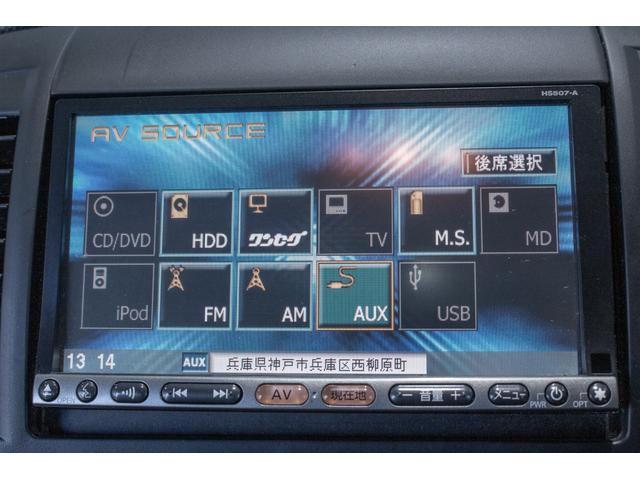 HS507-A
AV SOURCE
後席選択
CD/DVD
HDD
ワンセグ
TV
M.S.
MD
iPod
FM
AM
AUX
USB
13 14
AUX 兵庫県神戸市兵庫区西柳原町
OPEN
AV
現在地
− 音量 +
メニュー
PWR
OPT